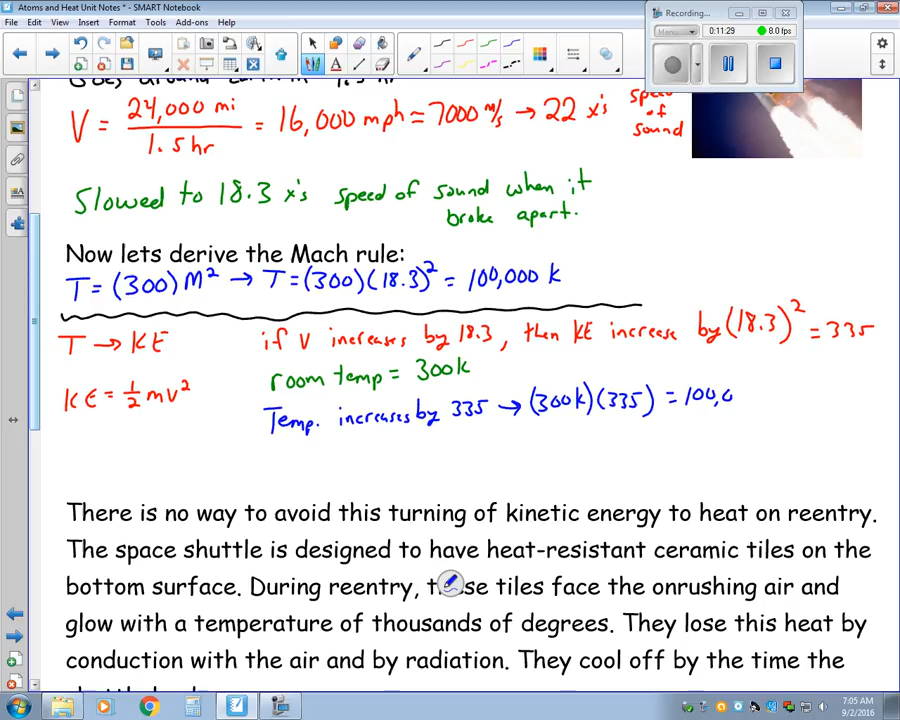 Atoms and Heat Unit Notes * - SMART Notebook
File Edit View Insert Format Tools Add-ons Help
Recording...
Menu
0:11:29
8.0 fps
V = 24,000 mi / 1.5 hr = 16,000 mph ≈ 7000 m/s → 22 x's speed of sound
Slowed to 18.3 x's speed of sound when it
broke apart.
Now lets derive the Mach rule:
T = (300) M² → T = (300)(18.3)² = 100,000 k
T → KE if V increases by 18.3, then KE increase by (18.3)² = 335
room temp = 300k
KE = ½ mv²
Temp. increases by 335 → (300k)(335) = 100,0
There is no way to avoid this turning of kinetic energy to heat on reentry.
The space shuttle is designed to have heat-resistant ceramic tiles on the
bottom surface. During reentry, these tiles face the onrushing air and
glow with a temperature of thousands of degrees. They lose this heat by
conduction with the air and by radiation. They cool off by the time the
7:05 AM
9/2/2016